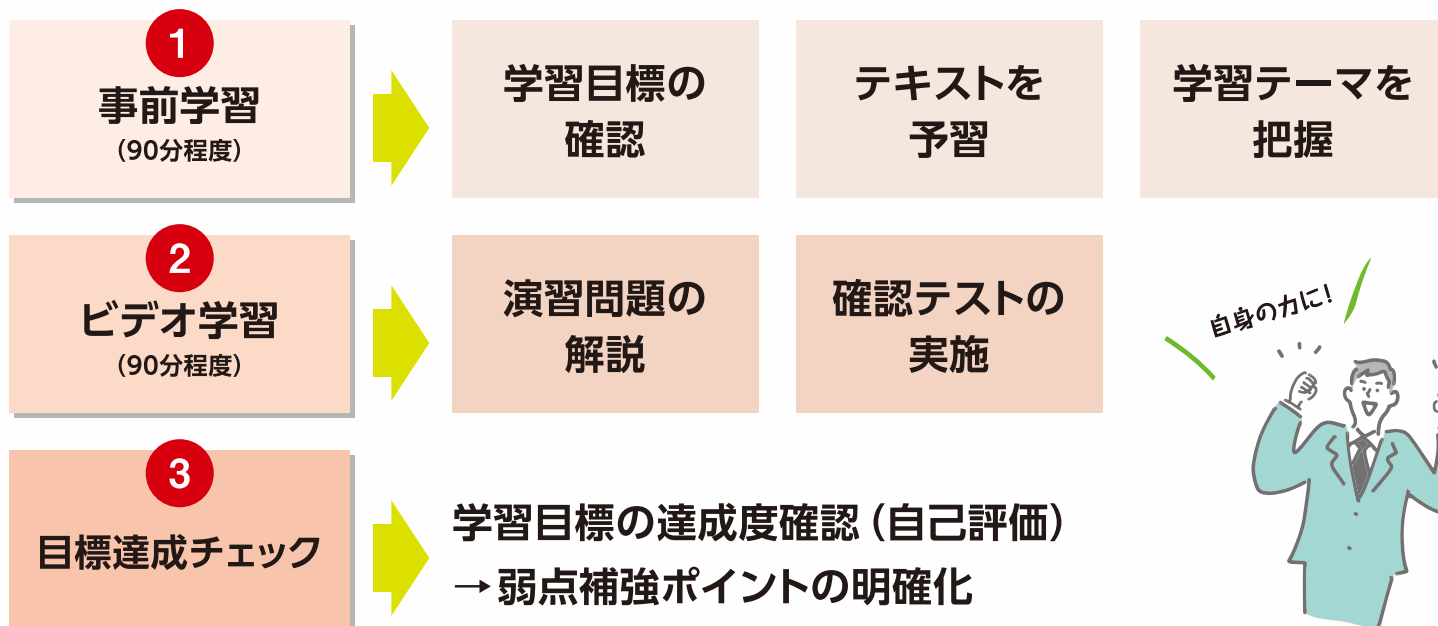 1
事前学習
（90分程度）
学習目標の
確認
テキストを
予習
学習テーマを
把握
2
ビデオ学習
（90分程度）
演習問題の
解説
確認テストの
実施
自身の力に！
3
目標達成チェック
学習目標の達成度確認（自己評価）
→弱点補強ポイントの明確化